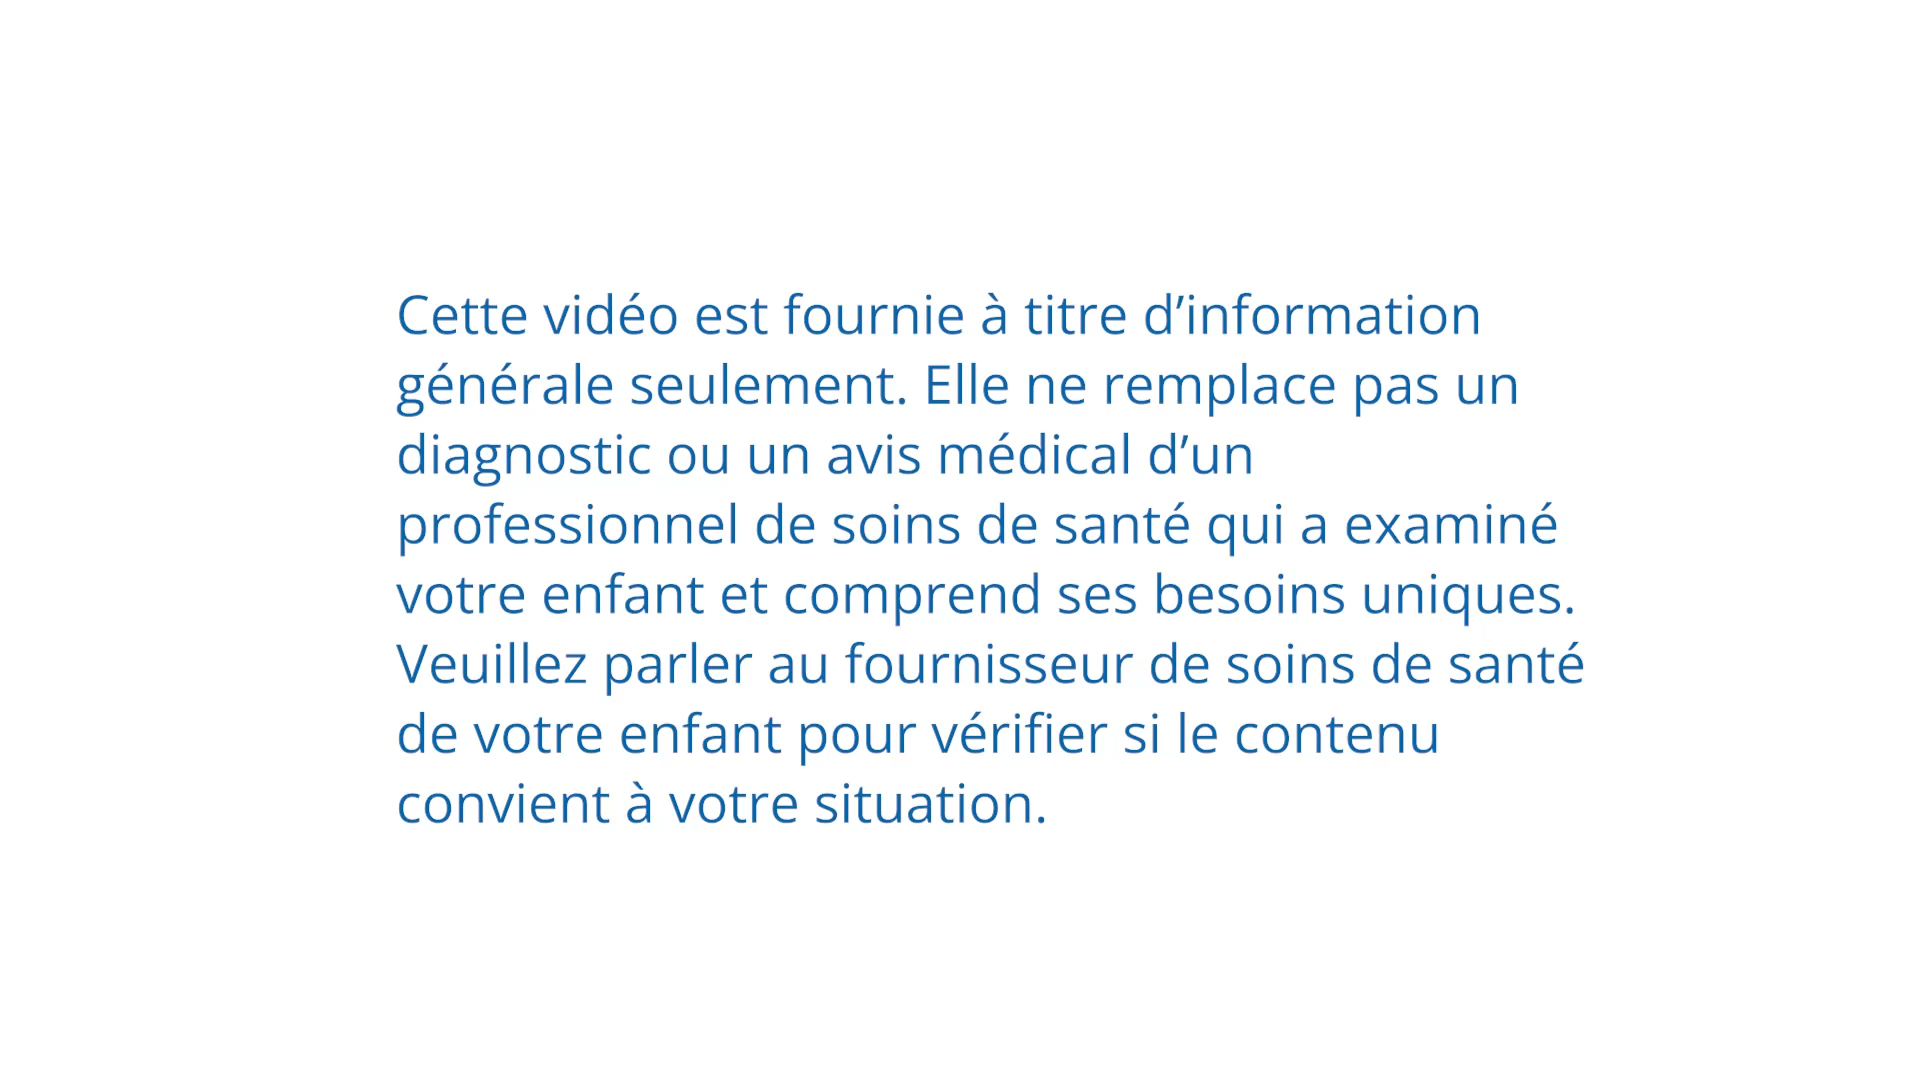 Cette vidéo est fournie à titre d’information
générale seulement. Elle ne remplace pas un
diagnostic ou un avis médical d’un
professionnel de soins de santé qui a examiné
votre enfant et comprend ses besoins uniques.
Veuillez parler au fournisseur de soins de santé
de votre enfant pour vérifier si le contenu
convient à votre situation.